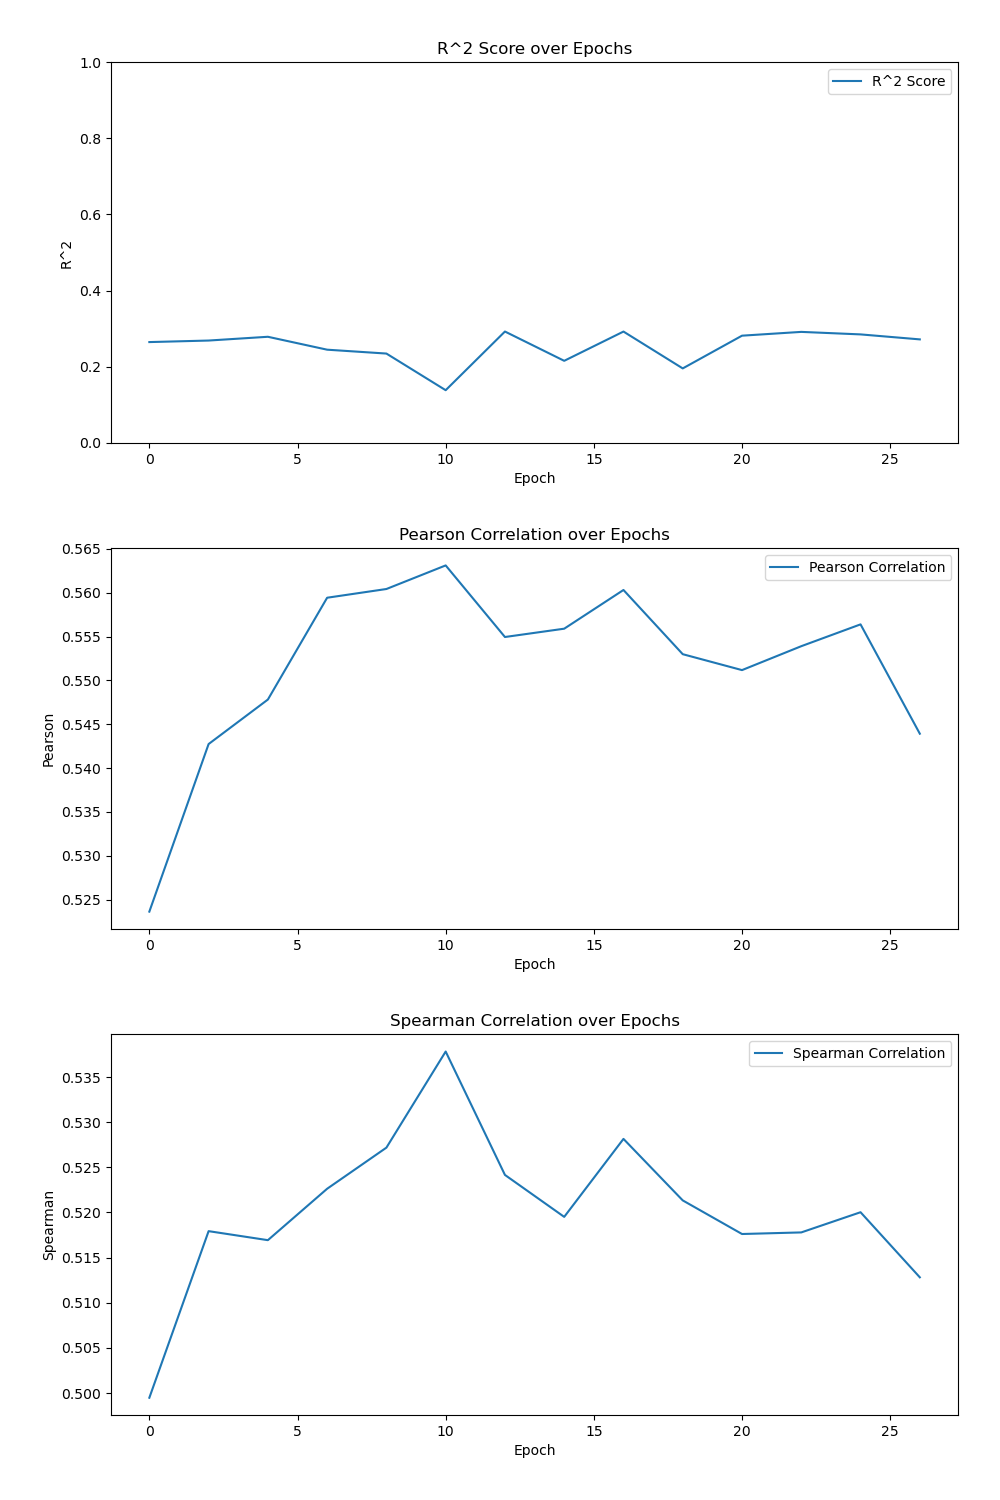 R^2 Score over Epochs
1.0
R^2 Score
0.8
0.6
R^2
0.4
0.2
0.0
0 5 10 15 20 25
Epoch
Pearson Correlation over Epochs
0.565
Pearson Correlation
0.560
0.555
0.550
0.545
Pearson
0.540
0.535
0.530
0.525
0 5 10 15 20 25
Epoch
Spearman Correlation over Epochs
Spearman Correlation
0.535
0.530
0.525
0.520
Spearman
0.515
0.510
0.505
0.500
0 5 10 15 20 25
Epoch